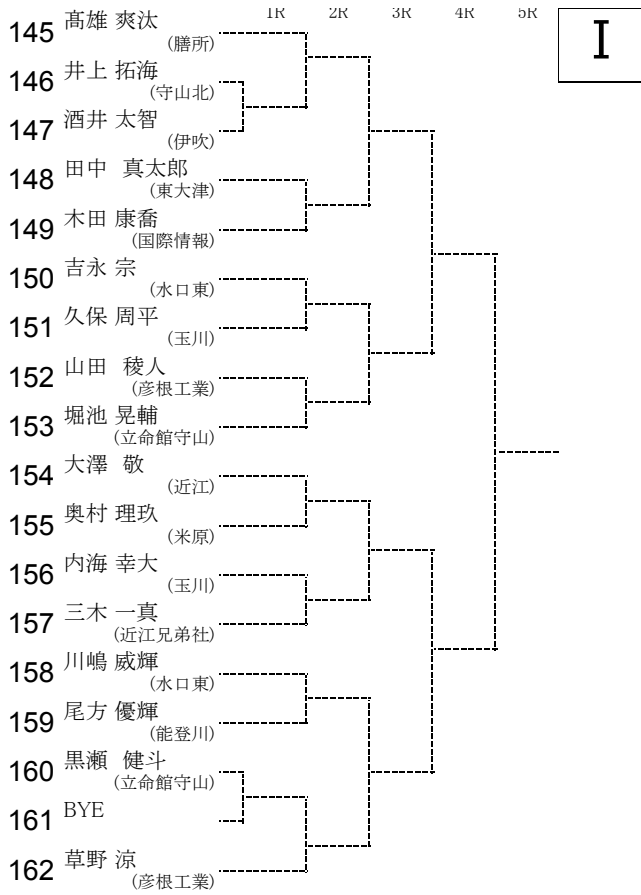 1R 2R 3R 4R 5R
I
145 髙雄 爽汰
(膳所)
146 井上 拓海
(守山北)
147 酒井 太智
(伊吹)
148 田中 真太郎
(東大津)
149 木田 康喬
(国際情報)
150 吉永 宗
(水口東)
151 久保 周平
(玉川)
152 山田 稜人
(彦根工業)
153 堀池 晃輔
(立命館守山)
154 大澤 敬
(近江)
155 奥村 理玖
(米原)
156 内海 幸大
(玉川)
157 三木 一真
(近江兄弟社)
158 川嶋 威輝
(水口東)
159 尾方 優輝
(能登川)
160 黒瀬 健斗
(立命館守山)
161 BYE
162 草野 涼
(彦根工業)